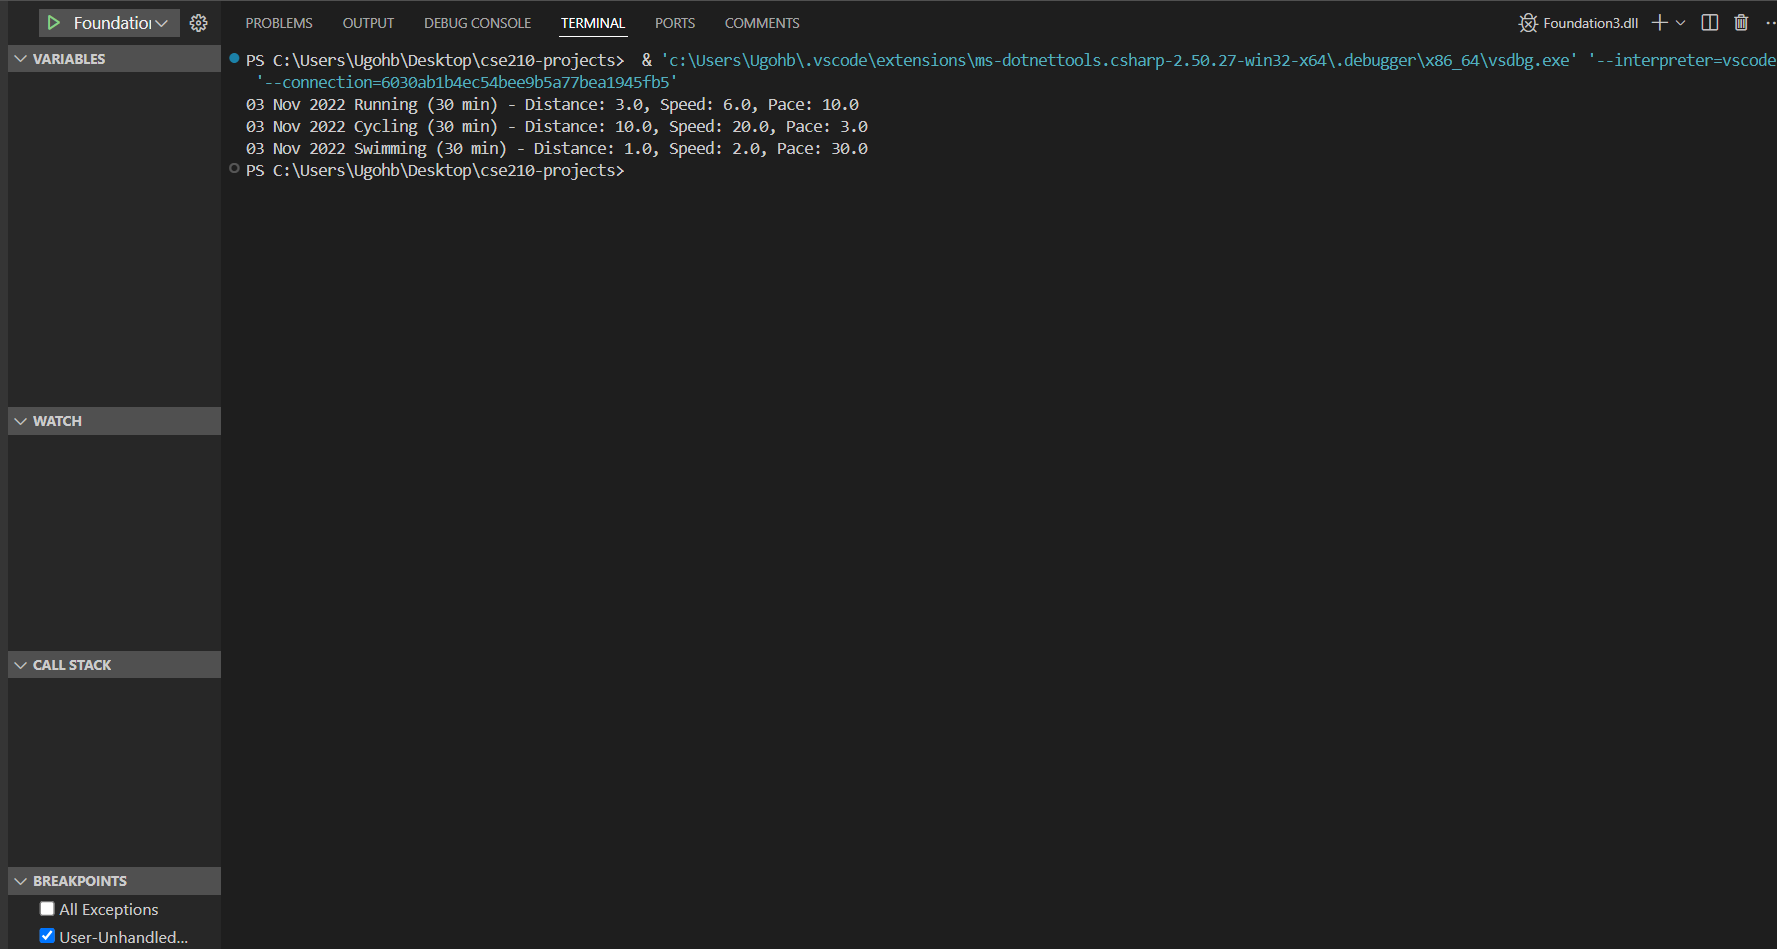 Foundatio
PROBLEMS OUTPUT DEBUG CONSOLE TERMINAL PORTS COMMENTS
Foundation3.dll
VARIABLES
PS C:\Users\Ugohb\Desktop\cse210-projects>  & 'c:\Users\Ugohb\.vscode\extensions\ms-dotnettools.csharp-2.50.27-win32-x64\.debugger\x86_64\vsdbg.exe' '--interpreter=vscode
'--connection=6030ab1b4ec54bee9b5a77bea1945fb5'
03 Nov 2022 Running (30 min) - Distance: 3.0, Speed: 6.0, Pace: 10.0
03 Nov 2022 Cycling (30 min) - Distance: 10.0, Speed: 20.0, Pace: 3.0
03 Nov 2022 Swimming (30 min) - Distance: 1.0, Speed: 2.0, Pace: 30.0
PS C:\Users\Ugohb\Desktop\cse210-projects>
WATCH
CALL STACK
BREAKPOINTS
All Exceptions
User-Unhandled...